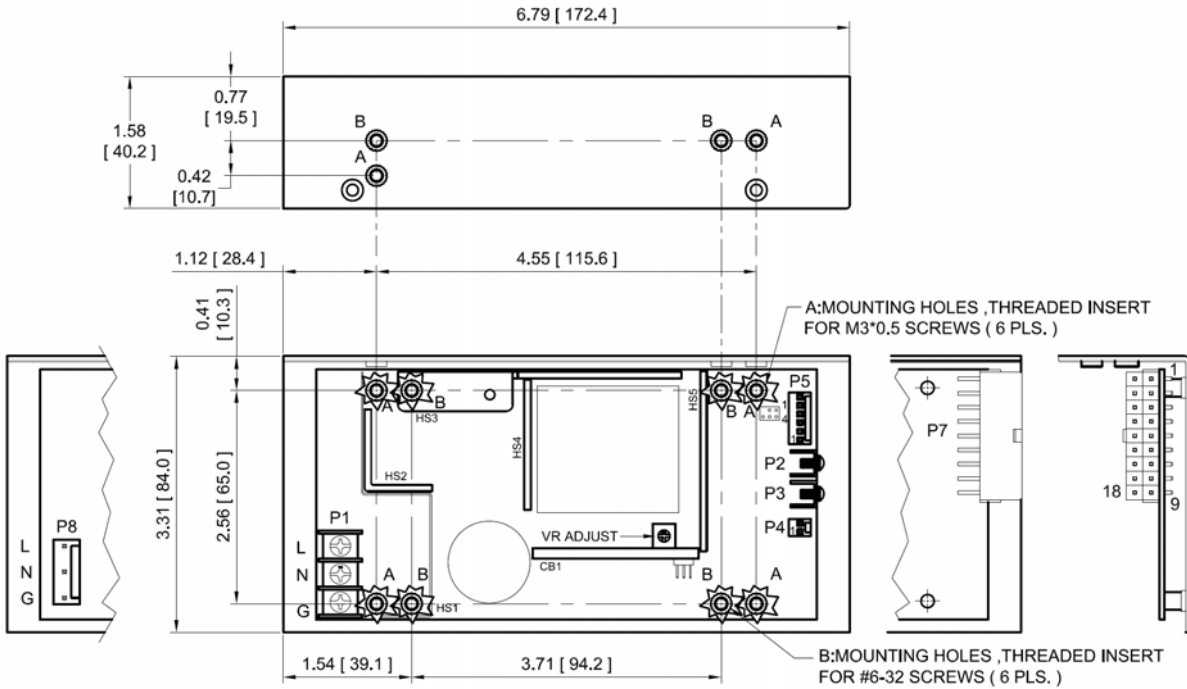 6.79 [ 172.4 ]
0.77
[ 19.5 ]
1.58
[ 40.2 ]
0.42
[10.7]
B
A
B
A
1.12 [ 28.4 ]
4.55 [ 115.6 ]
0.41
[ 10.3 ]
A:MOUNTING HOLES ,THREADED INSERT
FOR M3*0.5 SCREWS ( 6 PLS. )
3.31 [ 84.0 ]
2.56 [ 65.0 ]
A
B
HS3
HS2
HS4
HS5
B
A
P5
1
4
1
P2
P3
P4
1
VR ADJUST
CB1
P1
L
N
G
A
B
HS1
B
A
P8
L
N
G
P7
1
18
9
1.54 [ 39.1 ]
3.71 [ 94.2 ]
B:MOUNTING HOLES ,THREADED INSERT
FOR #6-32 SCREWS ( 6 PLS. )